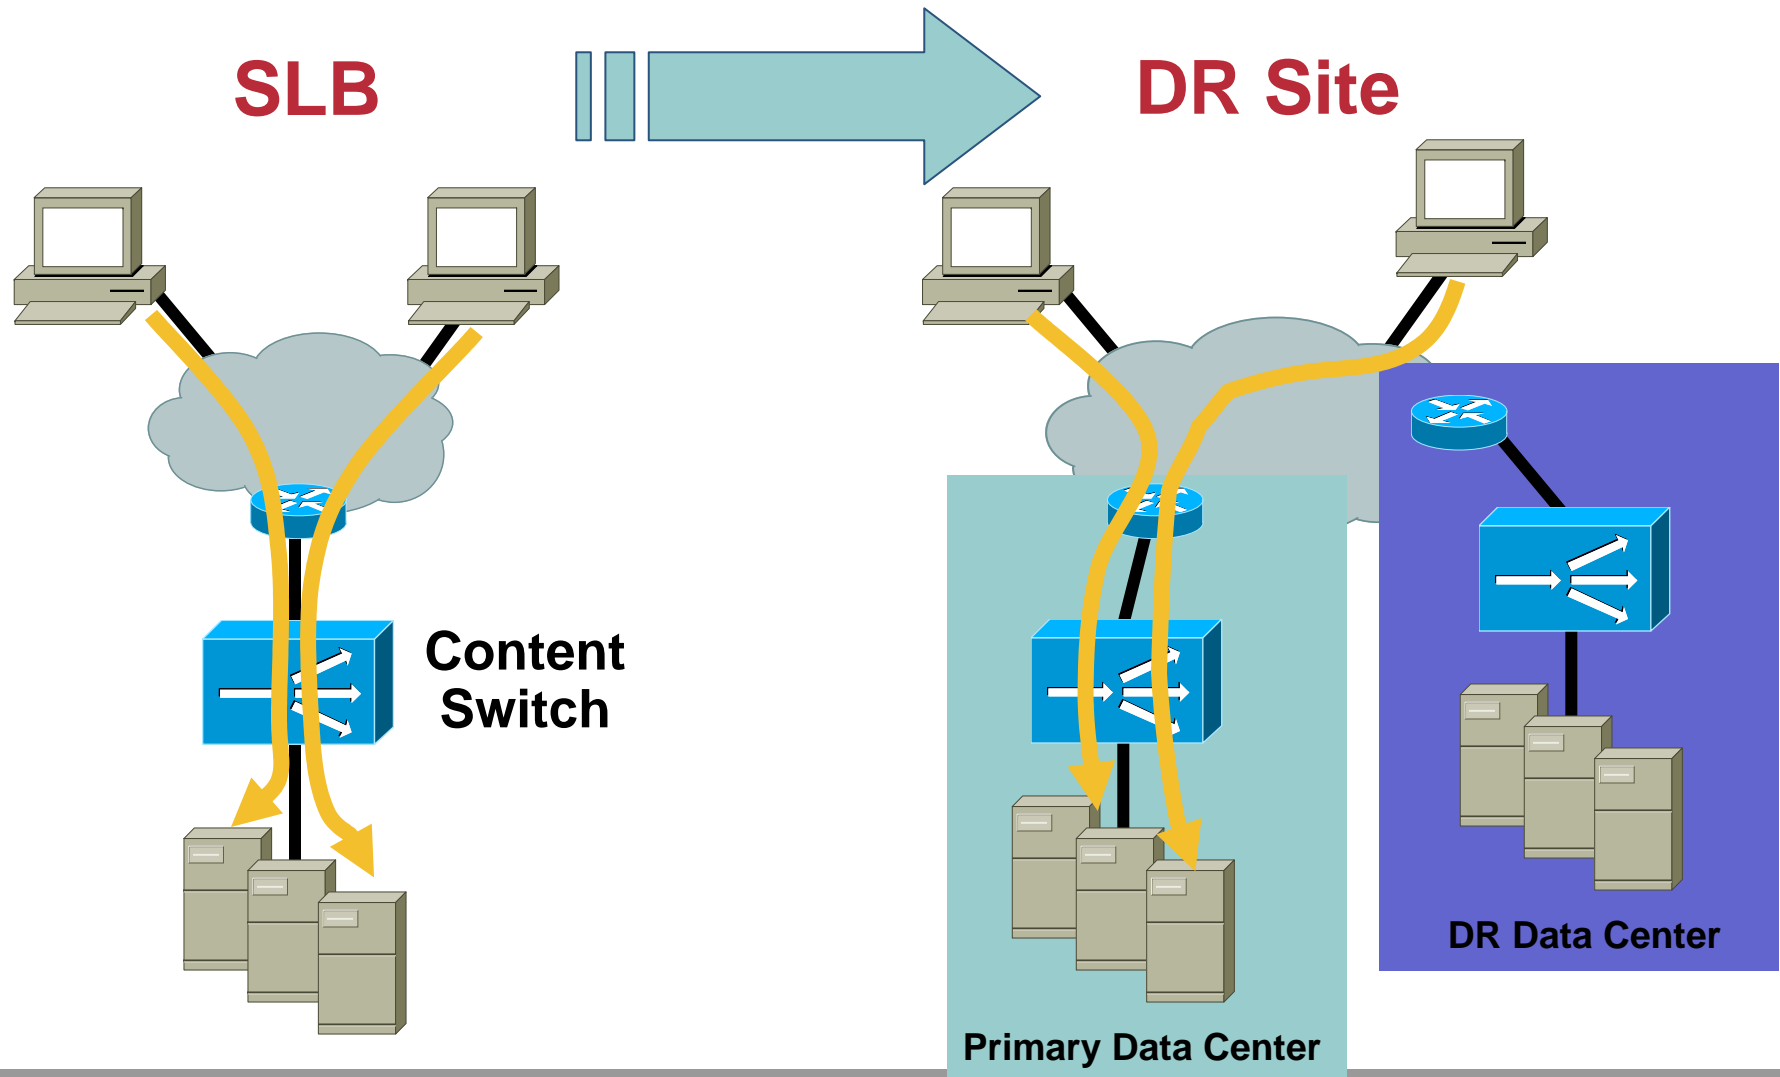 SLB
DR Site
Content
Switch
DR Data Center
Primary Data Center